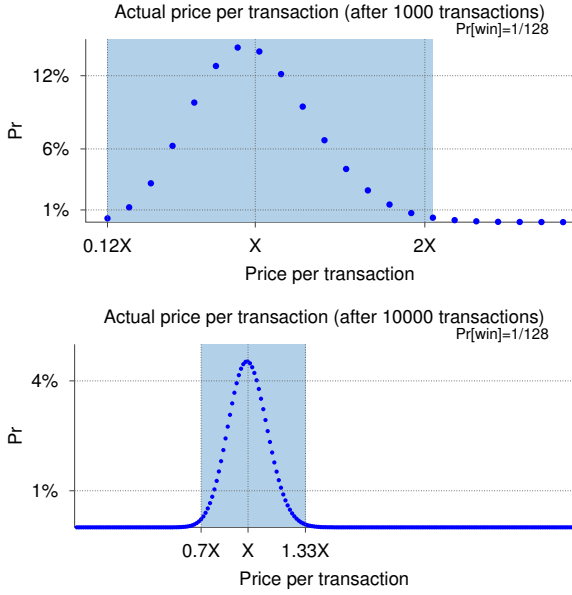 Actual price per transaction (after 1000 transactions)
Pr[win]=1/128
12%
6%
1%
Pr
0.12X X 2X
Price per transaction
Actual price per transaction (after 10000 transactions)
Pr[win]=1/128
4%
1%
Pr
0.7X X 1.33X
Price per transaction